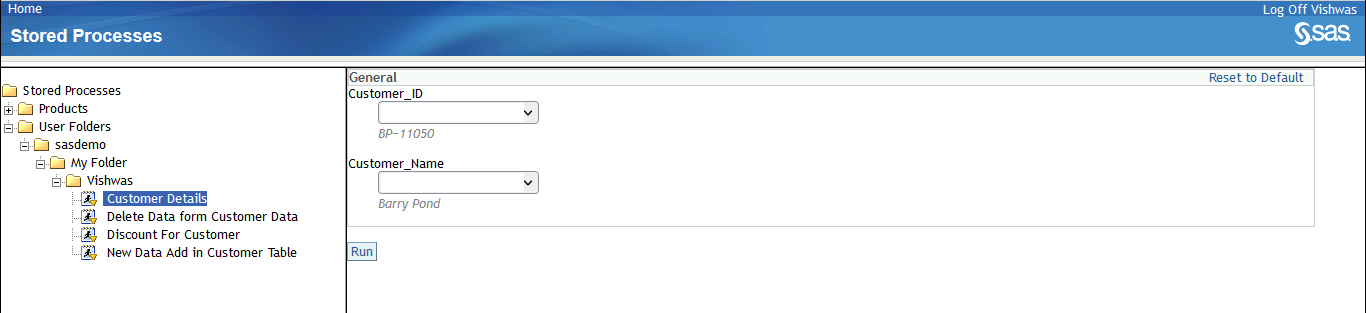 Home
Log Off Vishwas
Stored Processes
sas
Stored Processes
Products
User Folders
sasdemo
My Folder
Vishwas
Customer Details
Delete Data form Customer Data
Discount For Customer
New Data Add in Customer Table
General
Reset to Default
Customer_ID
BP-11050
Customer_Name
Barry Pond
Run